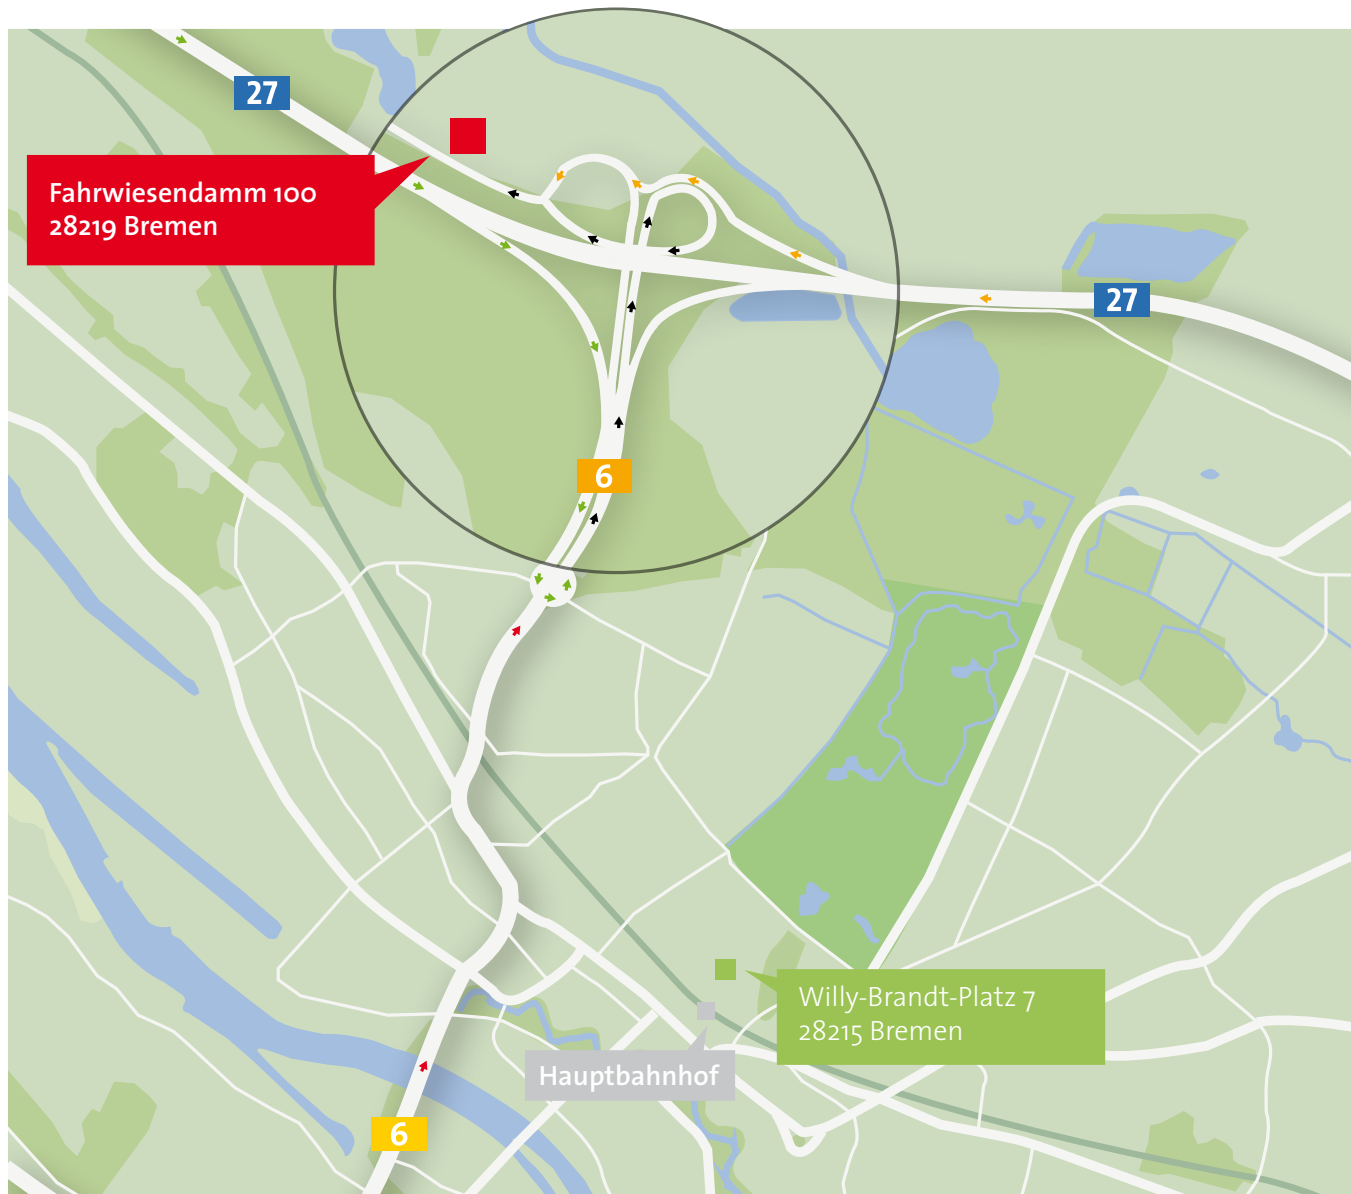 27
Fahrwiesendamm 100
28219 Bremen
27
6
Willy-Brandt-Platz 7
28215 Bremen
Hauptbahnhof
6